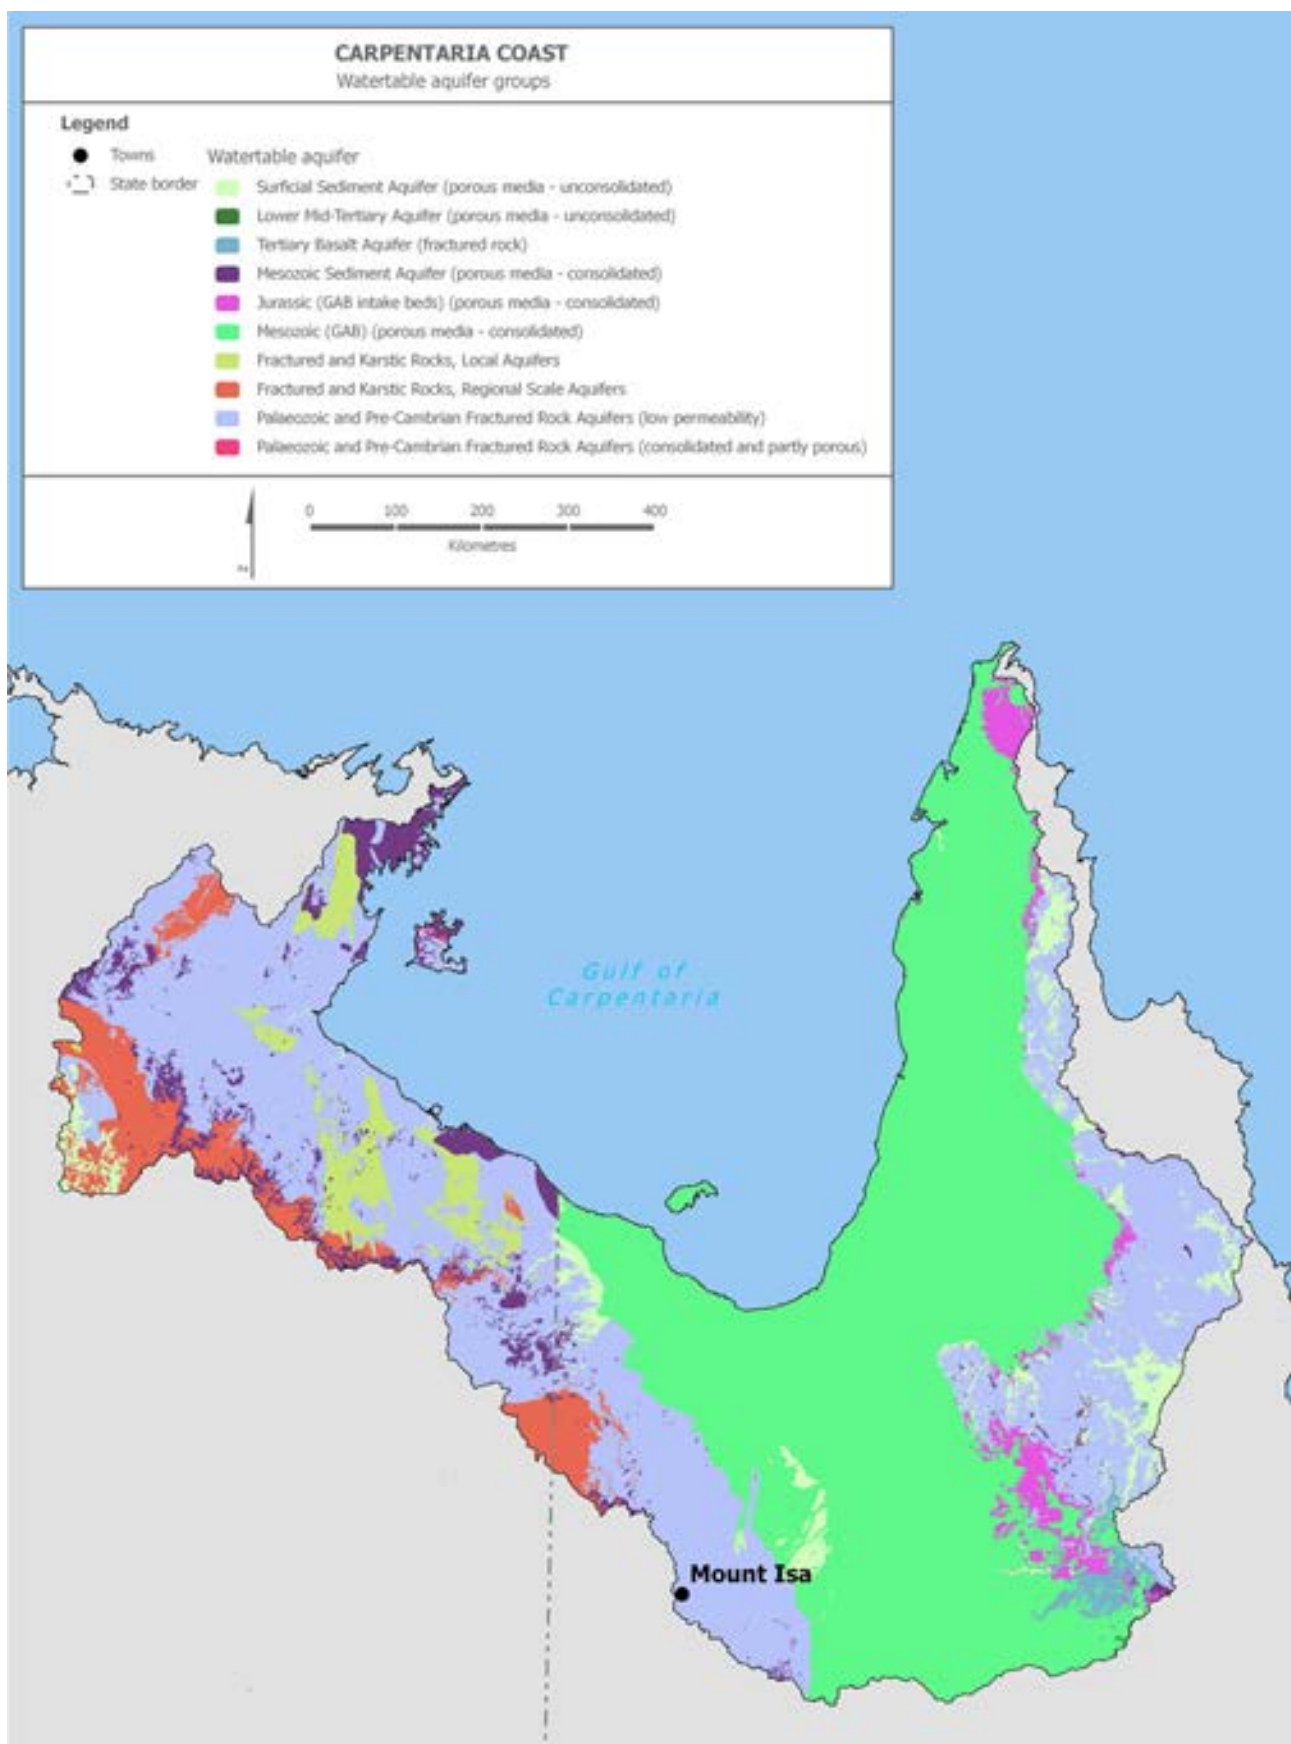 CARPENTARIA COAST
Watertable aquifer groups
Legend
Towns
State border
Watertable aquifer
Surficial Sediment Aquifer (porous media - unconsolidated)
Lower Mid-Tertiary Aquifer (porous media - unconsolidated)
Tertiary Basalt Aquifer (fractured rock)
Mesozoic Sediment Aquifer (porous media - consolidated)
Jurassic (GAB intake beds) (porous media - consolidated)
Mesozoic (GAB) (porous media - consolidated)
Fractured and Karstic Rocks, Local Aquifers
Fractured and Karstic Rocks, Regional Scale Aquifers
Palaeozoic and Pre-Cambrian Fractured Rock Aquifers (low permeability)
Palaeozoic and Pre-Cambrian Fractured Rock Aquifers (consolidated and partly porous)
0 100 200 300 400
Kilometres
Gulf of
Carpentaria
Mount Isa